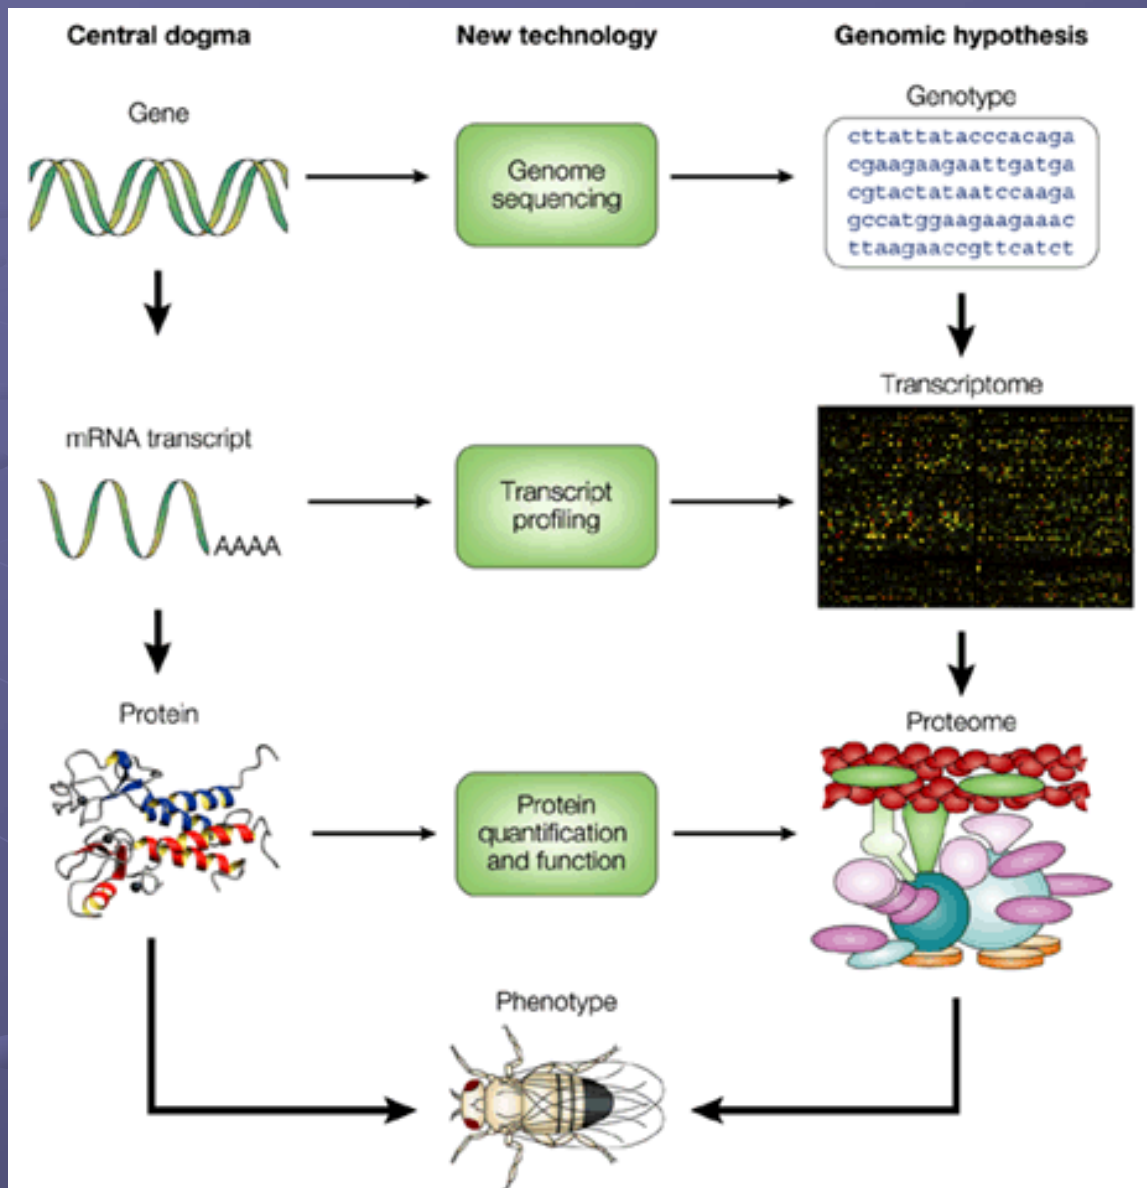 Central dogma
New technology
Genomic hypothesis
Gene
Genome
sequencing
Genotype
cttattatacccacaga
cgaagaagaattgatga
cgtactataatccaaga
gccatggaagaagaaac
ttaagaaccgttcatct
mRNA transcript
AAAA
Transcript
profiling
Transcriptome
Protein
Protein
quantification
and function
Proteome
Phenotype